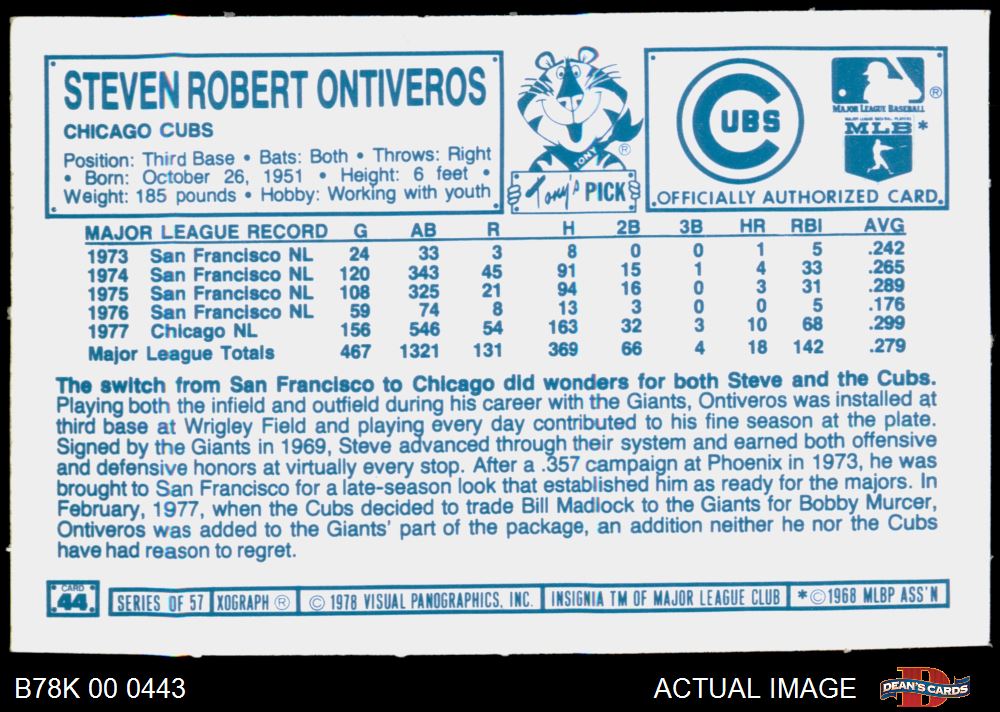 STEVEN ROBERT ONTIVEROS
CHICAGO CUBS
Position: Third Base • Bats: Both • Throws: Right
• Born: October 26, 1951 • Height: 6 feet •
Weight: 185 pounds • Hobby: Working with youth
TONY
®
Tony's PICK
CUBS
®
MAJOR LEAGUE BASEBALL
MAJOR LEAGUE BASEBALL PLAYERS
MLB *
OFFICIALLY AUTHORIZED CARD.
MAJOR LEAGUE RECORD G AB R H 2B 3B HR RBI AVG
1973 San Francisco NL 24 33 3 8 0 0 1 5 .242
1974 San Francisco NL 120 343 45 91 15 1 4 33 .265
1975 San Francisco NL 108 325 21 94 16 0 3 31 .289
1976 San Francisco NL 59 74 8 13 3 0 0 5 .176
1977 Chicago NL 156 546 54 163 32 3 10 68 .299
Major League Totals 467 1321 131 369 66 4 18 142 .279
The switch from San Francisco to Chicago did wonders for both Steve and the Cubs.
Playing both the infield and outfield during his career with the Giants, Ontiveros was installed at
third base at Wrigley Field and playing every day contributed to his fine season at the plate.
Signed by the Giants in 1969, Steve advanced through their system and earned both offensive
and defensive honors at virtually every stop. After a .357 campaign at Phoenix in 1973, he was
brought to San Francisco for a late-season look that established him as ready for the majors. In
February, 1977, when the Cubs decided to trade Bill Madlock to the Giants for Bobby Murcer,
Ontiveros was added to the Giants' part of the package, an addition neither he nor the Cubs
have had reason to regret.
CARD
44
SERIES OF 57 XOGRAPH ® © 1978 VISUAL PANOGRAPHICS, INC. INSIGNIA TM OF MAJOR LEAGUE CLUB *©1968 MLBP ASS'N
B78K 00 0443
ACTUAL IMAGE
D
DEAN'S CARDS